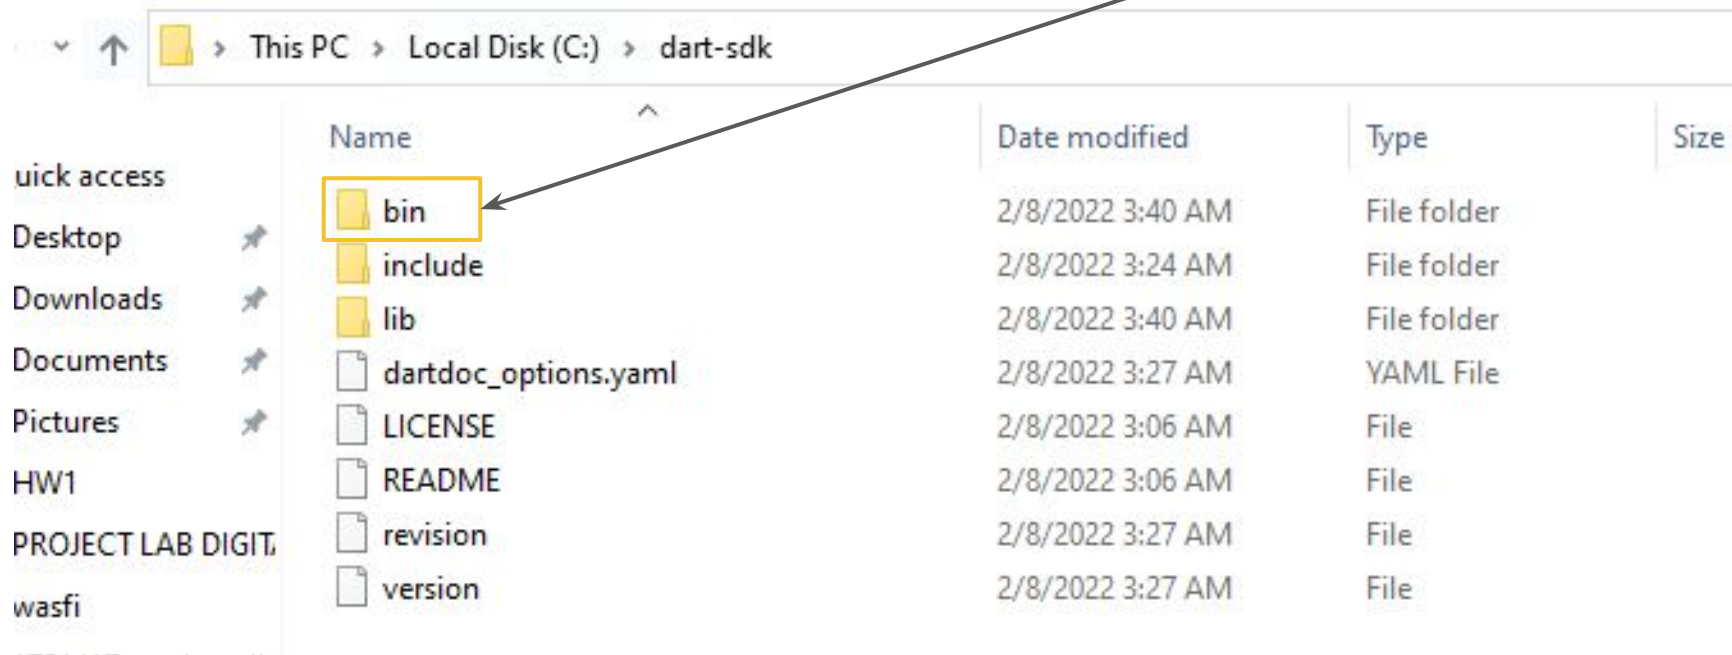 This PC > Local Disk (C:) > dart-sdk
Name Date modified Type Size
uick access
Desktop
Downloads
Documents
Pictures
HW1
PROJECT LAB DIGITA
wasfi
bin 2/8/2022 3:40 AM File folder
include 2/8/2022 3:24 AM File folder
lib 2/8/2022 3:40 AM File folder
dartdoc_options.yaml 2/8/2022 3:27 AM YAML File
LICENSE 2/8/2022 3:06 AM File
README 2/8/2022 3:06 AM File
revision 2/8/2022 3:27 AM File
version 2/8/2022 3:27 AM File